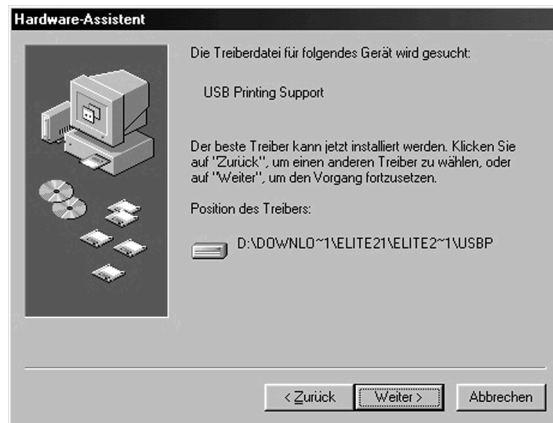 Hardware-Assistent
Die Treiberdatei für folgendes Gerät wird gesucht:
USB Printing Support
Der beste Treiber kann jetzt installiert werden. Klicken Sie
auf "Zurück", um einen anderen Treiber zu wählen, oder
auf "Weiter", um den Vorgang fortzusetzen.
Position des Treibers:
D:\DOWNLO~1\ELITE21\ELITE2~1\USBP
< Zurück
Weiter >
Abbrechen